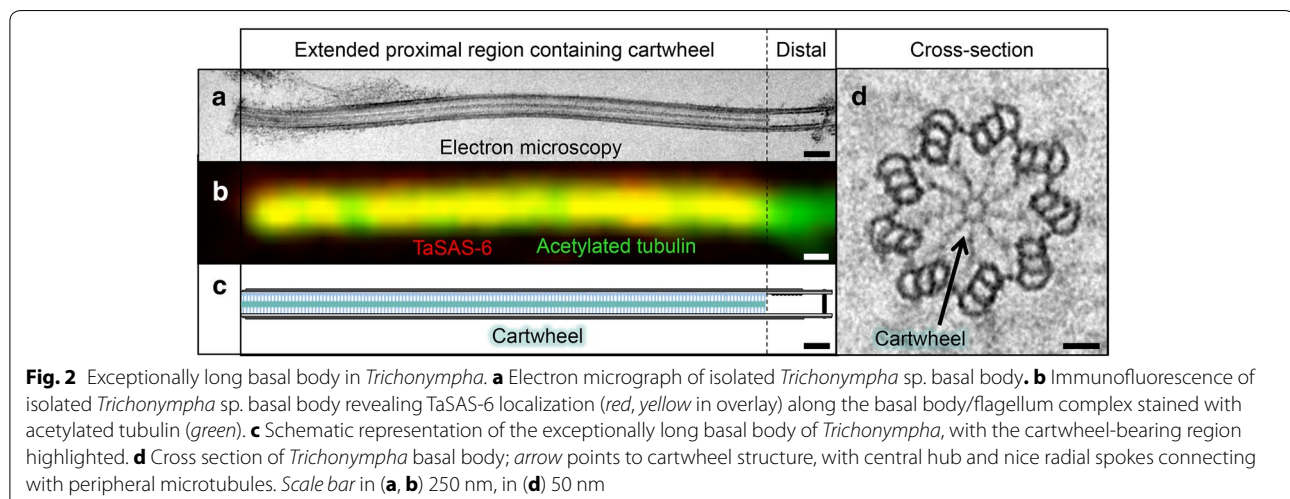 Extended proximal region containing cartwheel Distal Cross-section
a
Electron microscopy
b
TaSAS-6 Acetylated tubulin
c
Cartwheel
d
Cartwheel
Fig. 2 Exceptionally long basal body in Trichonympha. a Electron micrograph of isolated Trichonympha sp. basal body. b Immunofluorescence of
isolated Trichonympha sp. basal body revealing TaSAS-6 localization (red, yellow in overlay) along the basal body/flagellum complex stained with
acetylated tubulin (green). c Schematic representation of the exceptionally long basal body of Trichonympha, with the cartwheel-bearing region
highlighted. d Cross section of Trichonympha basal body; arrow points to cartwheel structure, with central hub and nice radial spokes connecting
with peripheral microtubules. Scale bar in (a, b) 250 nm, in (d) 50 nm